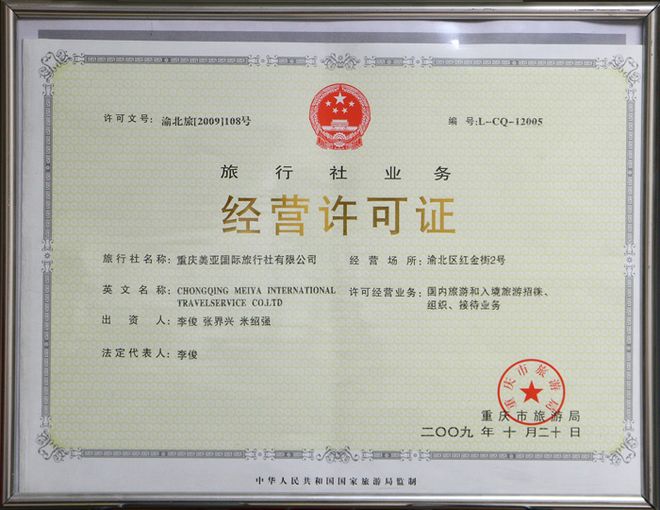 许可文号：渝北旅[2009]108号
编号:L-CQ-12005
旅行社业务
经营许可证
旅行社名称：重庆美亚国际旅行社有限公司
英文名称：CHONGQING MEIYA INTERNATIONAL
TRAVELSERVICE CO.LTD
出资人：李俊 张界兴 米绍强
法定代表人：李俊
经营场所：渝北区红金街2号
许可经营业务：国内旅游和入境旅游招徕、
组织、接待业务
重庆市旅游局
重庆市旅游局
二〇〇九年十月二十日
中华人民共和国国家旅游局监制